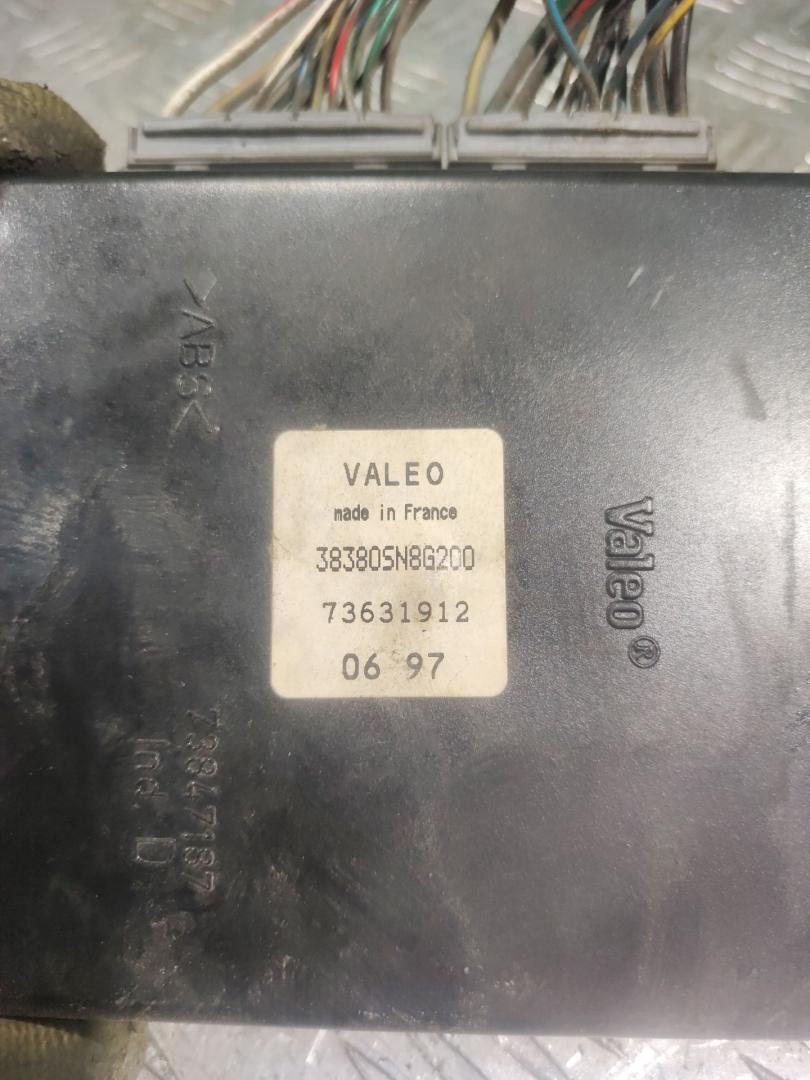 >ABS<
VALEO
made in France
38380SN8G200
73631912
06 97
Valeo®
73847187
Ind. D